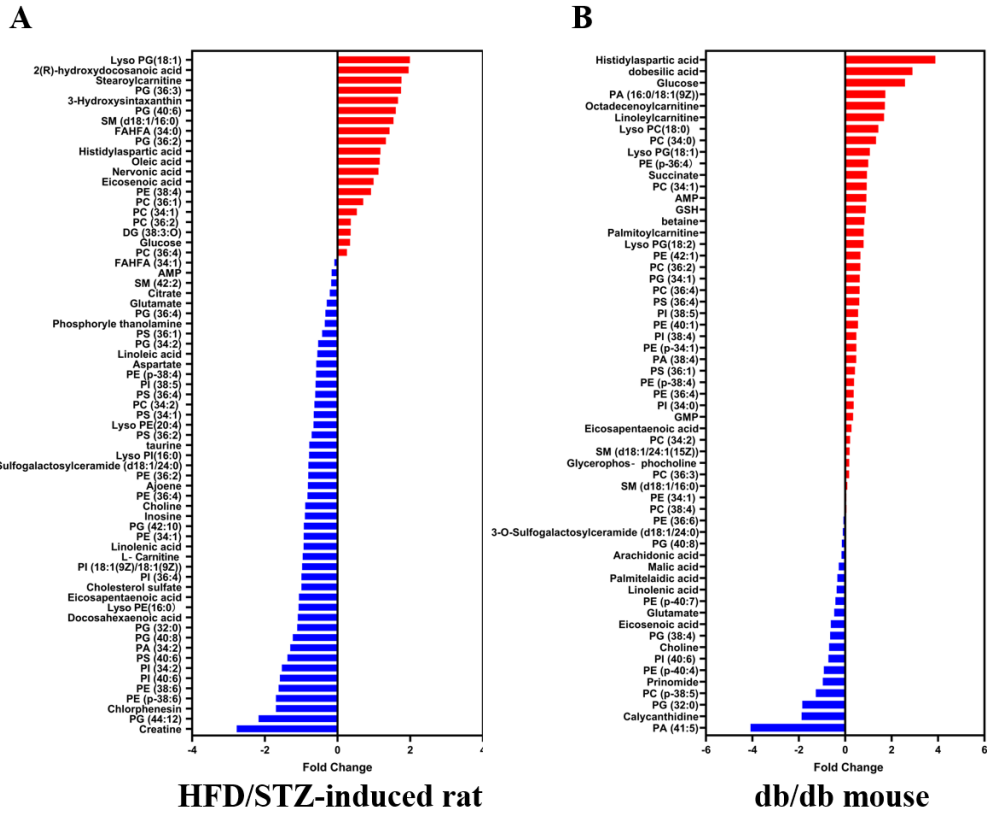 A
Lyso PG(18:1)
2(R)-hydroxydocosanoic acid
Stearoylcarnitine
PG (36:3)
3-Hydroxysintaxanthin
PG (40:6)
SM (d18:1/16:0)
FAHFA (34:0)
PG (36:2)
Histidylaspartic acid
Oleic acid
Nervonic acid
Eicosenoic acid
PE (38:4)
PC (36:1)
PC (34:1)
PC (36:2)
DG (38:3:O)
Glucose
PC (36:4)
FAHFA (34:1)
AMP
SM (42:2)
Citrate
Glutamate
PG (36:4)
Phosphoryle thanolamine
PS (36:1)
PG (34:2)
Linoleic acid
Aspartate
PE (p-38:4)
PI (38:5)
PS (36:4)
PC (34:2)
PS (34:1)
Lyso PE(20:4)
PS (36:2)
taurine
Lyso PI(16:0)
Sulfogalactosylceramide (d18:1/24:0)
PE (36:2)
Ajoene
PE (36:4)
Choline
Inosine
PG (42:10)
PE (34:1)
Linolenic acid
L- Carnitine
PI (18:1(9Z)/18:1(9Z))
PI (36:4)
Cholesterol sulfate
Eicosapentaenoic acid
Lyso PE(16:0)
Docosahexaenoic acid
PG (32:0)
PG (40:8)
PA (34:2)
PS (40:6)
PI (34:2)
PI (40:6)
PE (38:6)
PE (p-38:6)
Chlorphenesin
PG (44:12)
Creatine
-4 -2 0 2 4
Fold Change
HFD/STZ-induced rat
B
Histidylaspartic acid
dobesilic acid
Glucose
PA (16:0/18:1(9Z))
Octadecenoylcarnitine
Linoleylcarnitine
Lyso PC(18:0)
PC (34:0)
Lyso PG(18:1)
PE (p-36:4)
Succinate
PC (34:1)
AMP
GSH
betaine
Palmitoylcarnitine
Lyso PG(18:2)
PE (42:1)
PC (36:2)
PG (34:1)
PC (36:4)
PS (36:4)
PI (38:5)
PE (40:1)
PI (38:4)
PE (p-34:1)
PA (38:4)
PS (36:1)
PE (p-38:4)
PE (36:4)
PI (34:0)
GMP
Eicosapentaenoic acid
PC (34:2)
SM (d18:1/24:1(15Z))
Glycerophos- phocholine
PC (36:3)
SM (d18:1/16:0)
PE (34:1)
PC (38:4)
PE (36:6)
3-O-Sulfogalactosylceramide (d18:1/24:0)
PG (40:8)
Arachidonic acid
Malic acid
Palmitelaidic acid
Linolenic acid
PE (p-40:7)
Glutamate
Eicosenoic acid
PG (38:4)
Choline
PI (40:6)
PE (p-40:4)
Prinomide
PC (p-38:5)
PG (32:0)
Calycanthidine
PA (41:5)
-6 -4 -2 0 2 4 6
Fold Change
db/db mouse